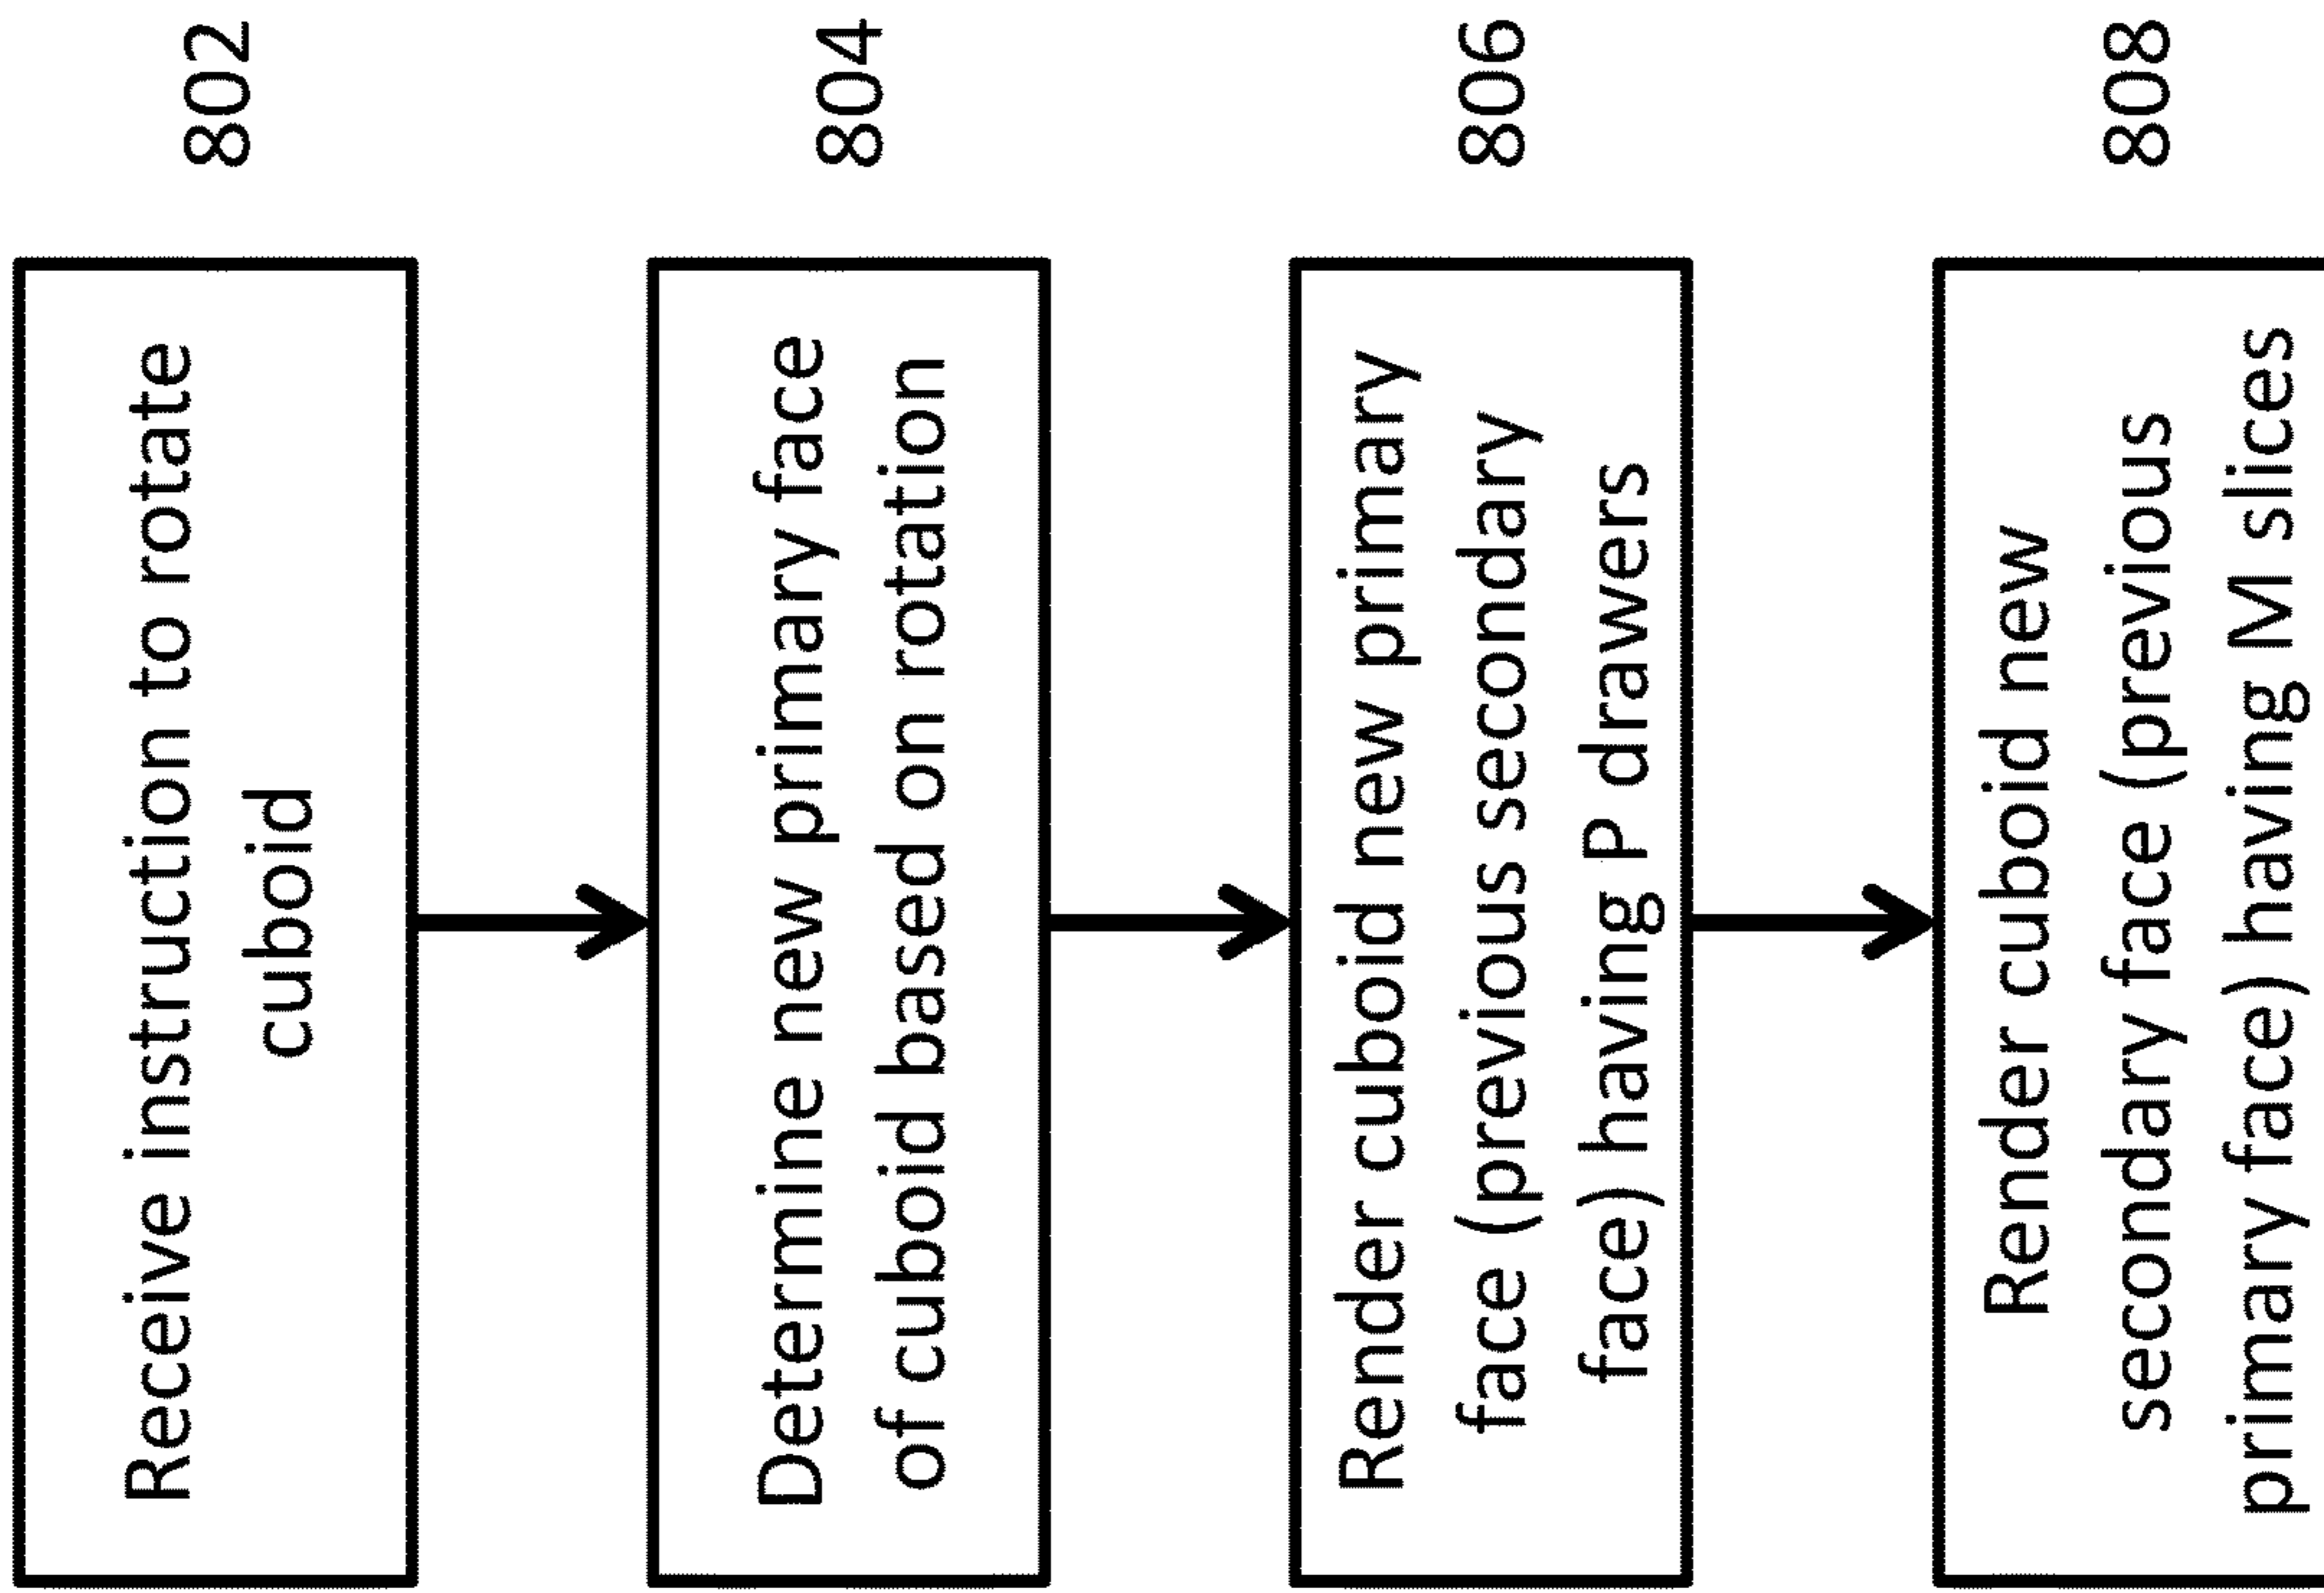 Receive instruction to rotate
cuboid
802
Determine new primary face
of cuboid based on rotation
804
Render cuboid new primary
face (previous secondary
face) having P drawers
806
Render cuboid new
secondary face (previous
primary face) having M slices
808